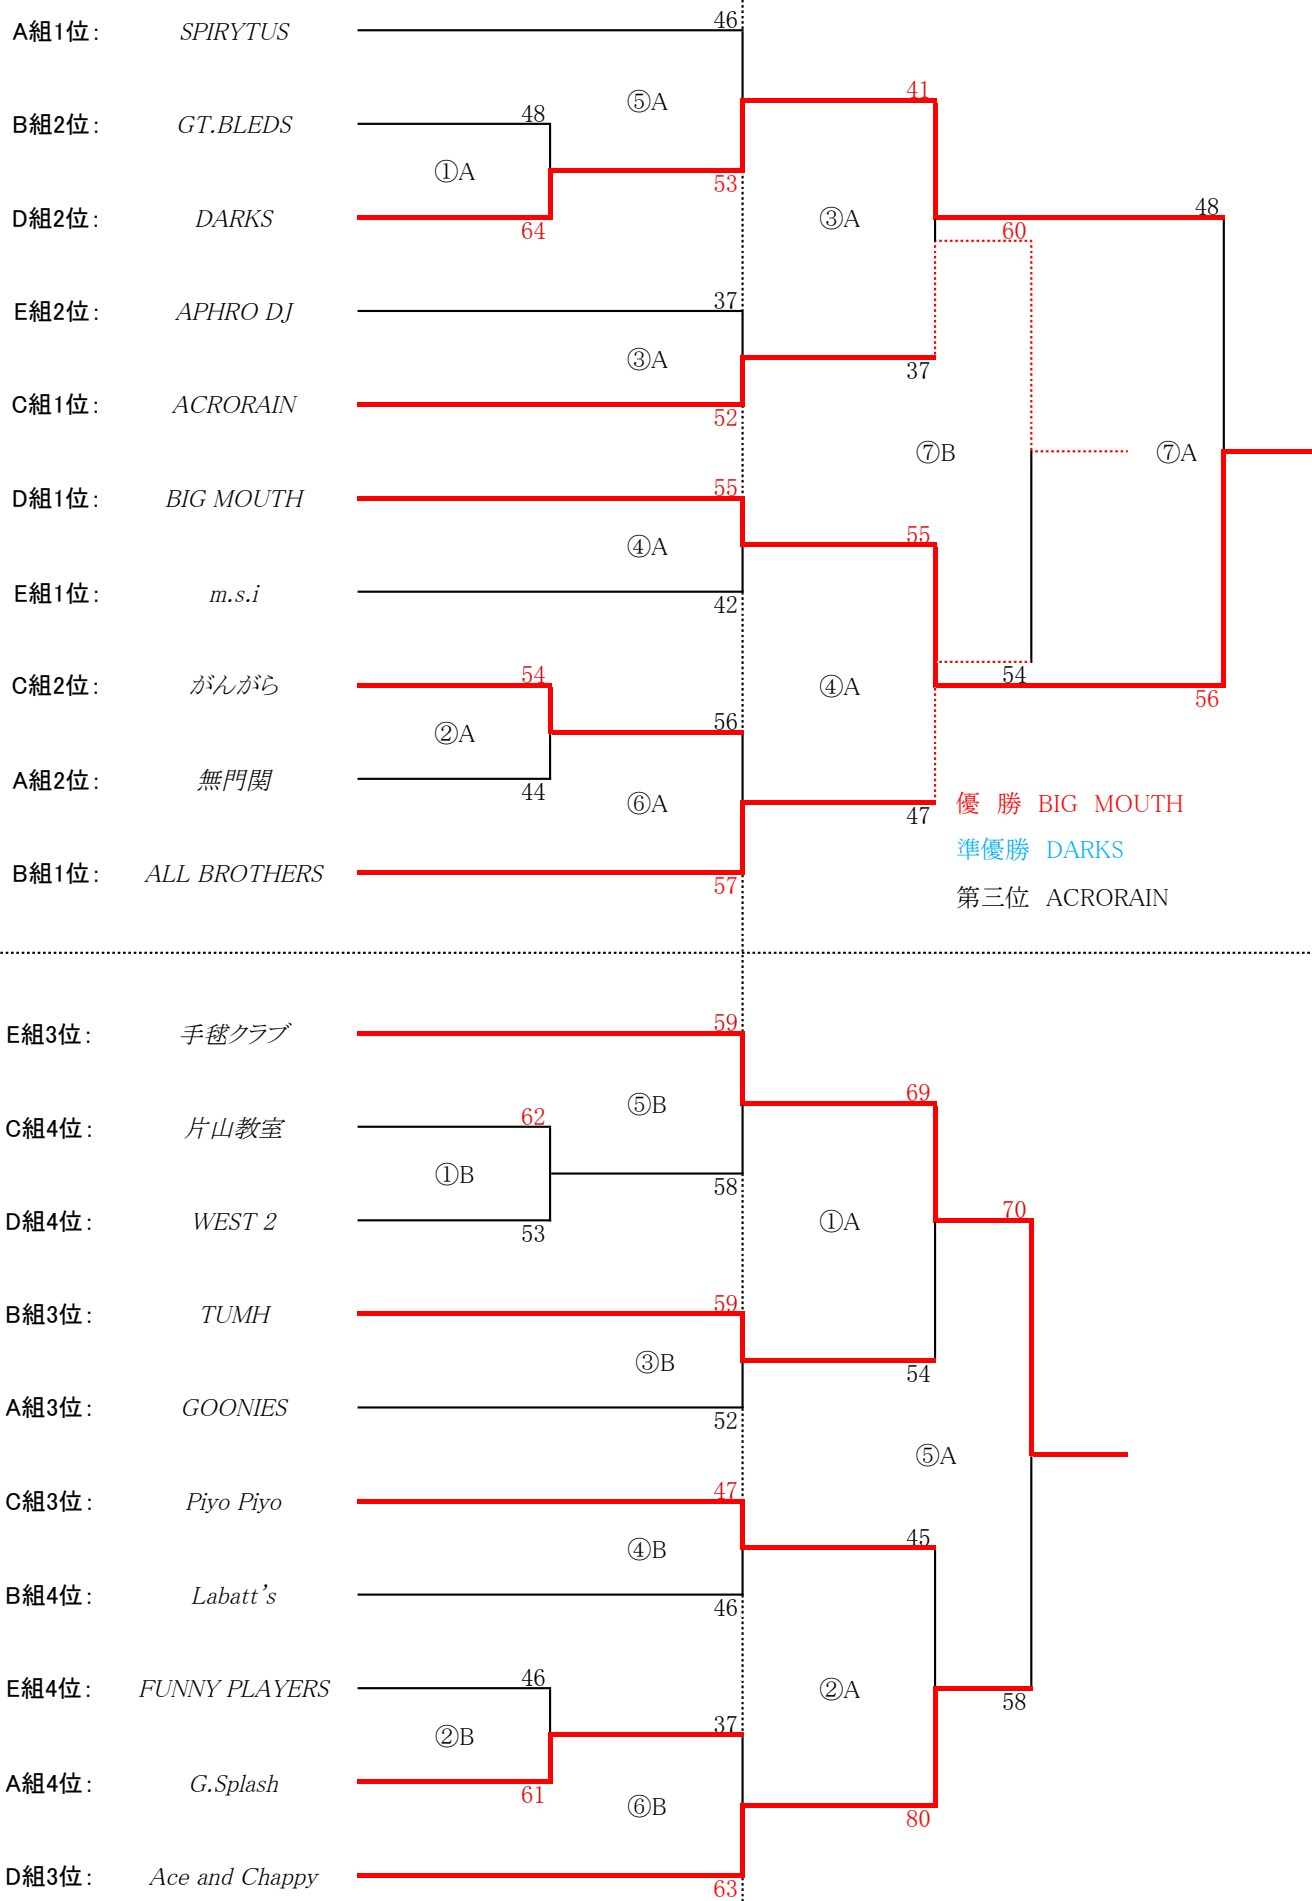 46
A組1位： SPIRYTUS
41
⑤A
B組2位： GT.BLEDS 48
①A
53
48
D組2位： DARKS ③A
64 60
E組2位： APHRO DJ 37
③A
37
C組1位： ACRORAIN
52
⑦B ⑦A
55
D組1位： BIG MOUTH
55
④A
E組1位： m.s.i
42
54 54
C組2位： がんがら ④A
56
56
②A
A組2位： 無門関
44
⑥A 優　勝　BIG　MOUTH
47
準優勝　DARKS
B組1位： ALL BROTHERS
57
第三位　ACRORAIN
59
E組3位： 手毬クラブ
69
⑤B
C組4位： 片山教室 62
①B
58
70
D組4位： WEST 2 ①A
53
59
B組3位： TUMH
③B
54
A組3位： GOONIES
52
⑤A
47
C組3位： Piyo Piyo
45
④B
B組4位： Labatt's
46
46
E組4位： FUNNY PLAYERS ②A
58
37
②B
A組4位： G.Splash
61
⑥B
80
D組3位： Ace and Chappy
63